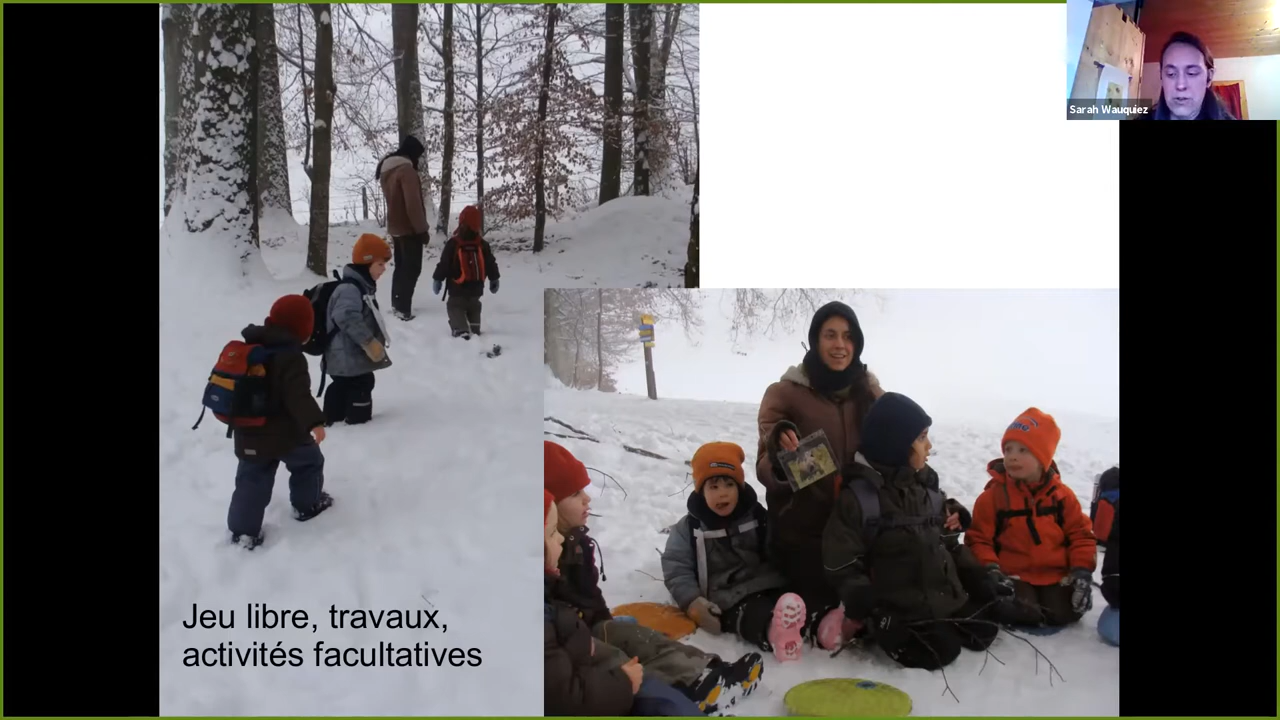 Sarah Wauquiez
Jeu libre, travaux,
activités facultatives